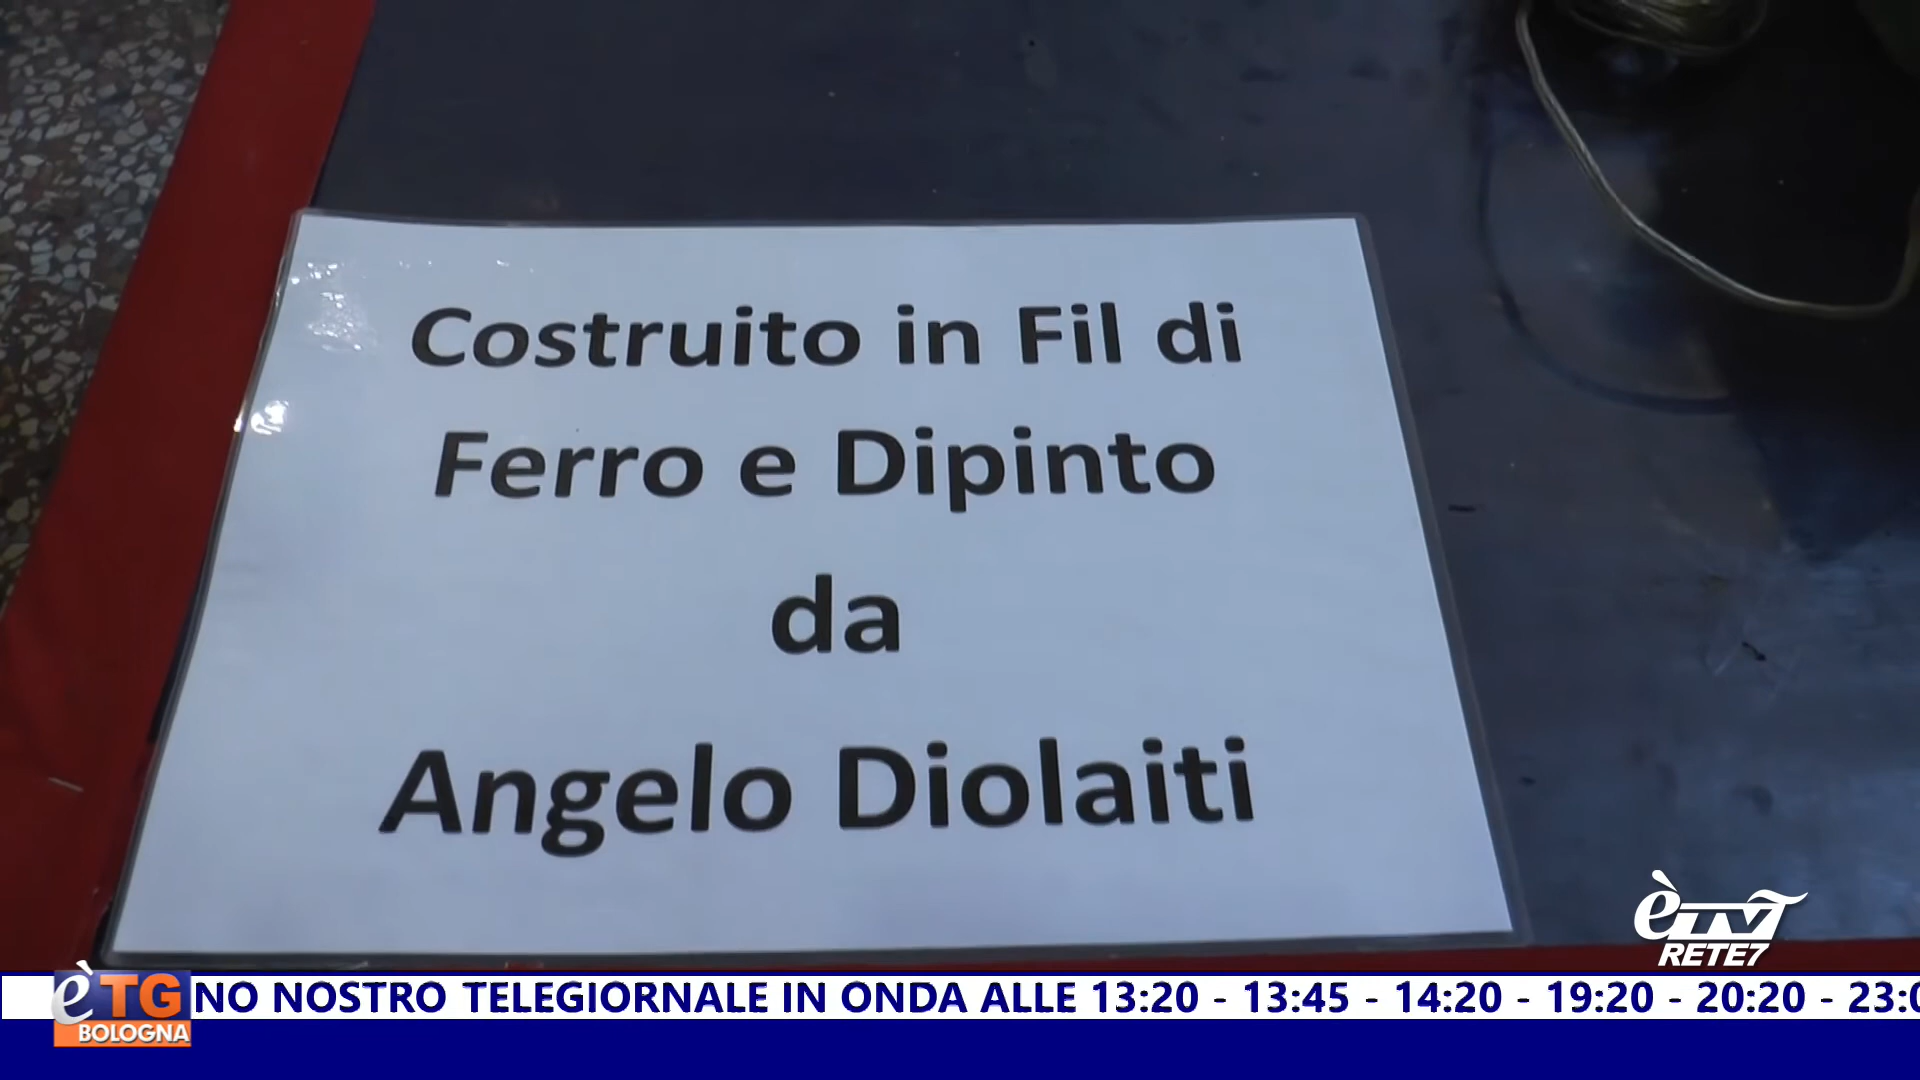 Costruito in Fil di
Ferro e Dipinto
da
Angelo Diolaiti
èTV
RETE7
èTG
BOLOGNA
NO NOSTRO TELEGIORNALE IN ONDA ALLE 13:20 - 13:45 - 14:20 - 19:20 - 20:20 -